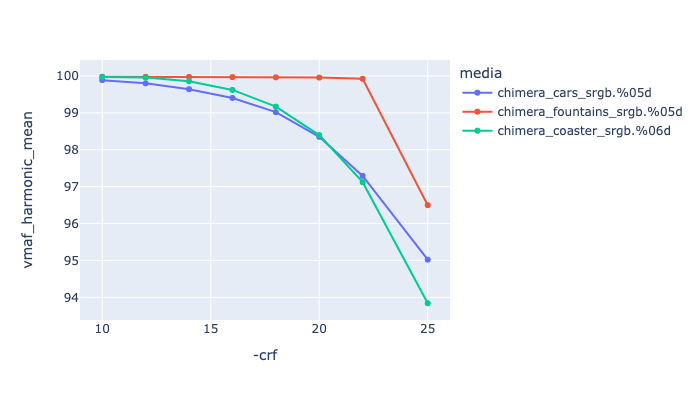 media
chimera_cars_srgb.%05d
chimera_fountains_srgb.%05d
chimera_coaster_srgb.%06d
vmaf_harmonic_mean
100
99
98
97
96
95
94
10 15 20 25
-crf